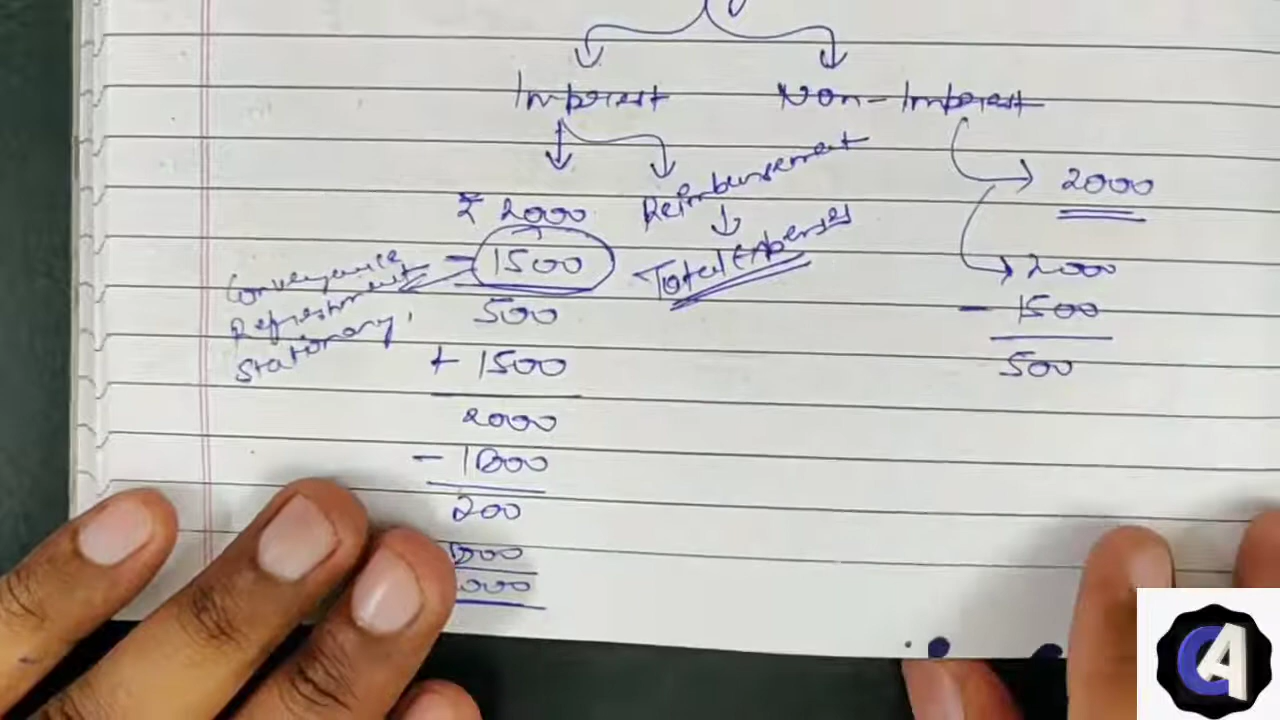 Imprest Non-Imprest
Reimbursement
2000
₹ 2000
Total Expenses
- 1500
Conveyance
Refreshment
Stationary,
500
+ 1500
2000
2000
- 1500
500
- 1800
200
CA